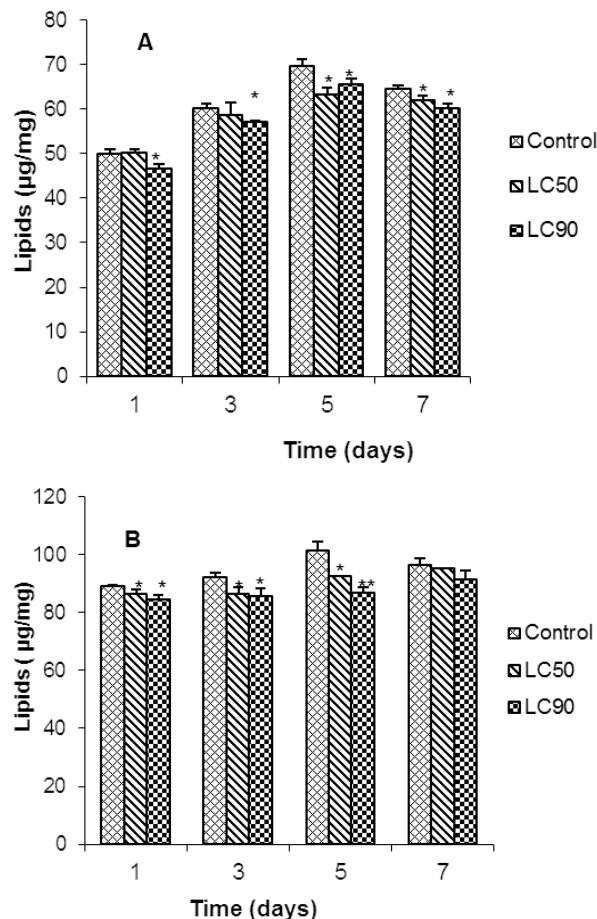 A
Lipids (µg/mg)
80
70
60
50
40
30
20
10
0
* * * * * *
1 3 5 7
Time (days)
Control
LC50
LC90
B
Lipids ( µg/mg)
120
100
80
60
40
20
0
* * * * * **
1 3 5 7
Time (days)
Control
LC50
LC90